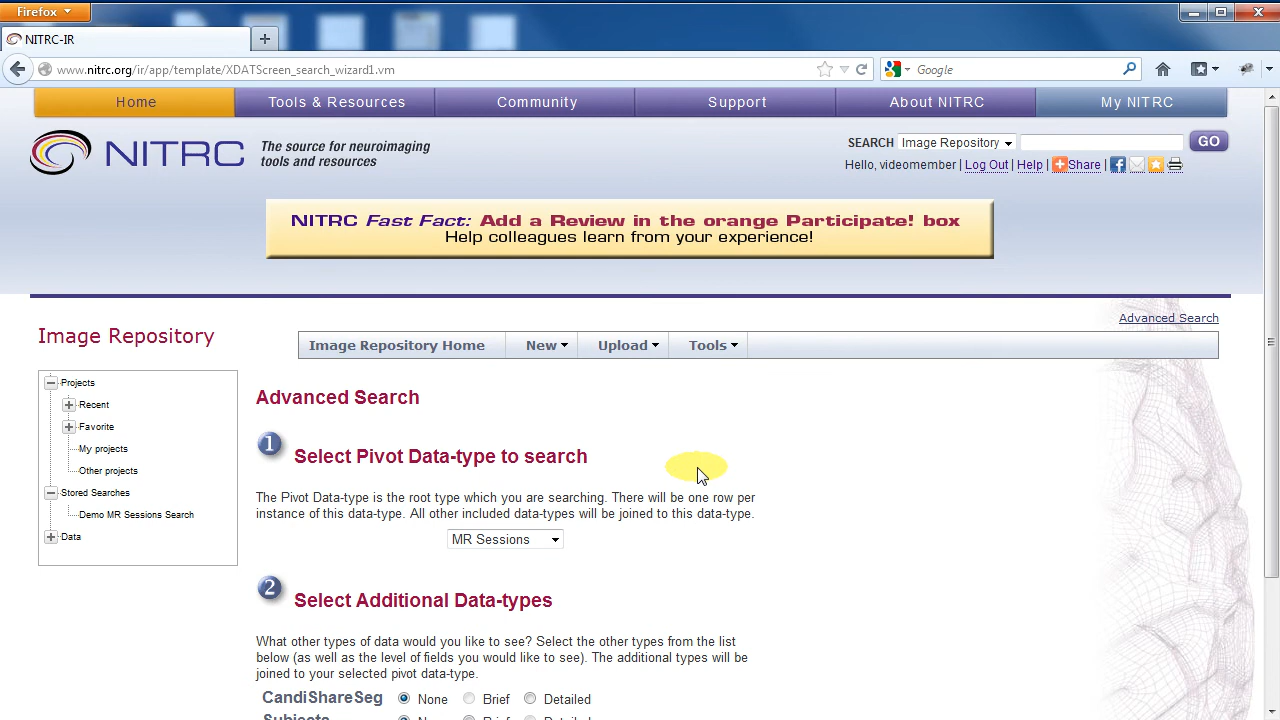 Firefox
NITRC-IR
www.nitrc.org/ir/app/template/XDATScreen_search_wizard1.vm
Google
Home
Tools & Resources
Community
Support
About NITRC
My NITRC
NITRC
The source for neuroimaging
tools and resources
SEARCH Image Repository GO
Hello, videomember | Log Out | Help | Share |
NITRC Fast Fact: Add a Review in the orange Participate! box
Help colleagues learn from your experience!
Advanced Search
Image Repository
Image Repository Home
New
Upload
Tools
Projects
Recent
Favorite
My projects
Other projects
Stored Searches
Demo MR Sessions Search
Data
Advanced Search
1 Select Pivot Data-type to search
The Pivot Data-type is the root type which you are searching. There will be one row per
instance of this data-type. All other included data-types will be joined to this data-type.
MR Sessions
2 Select Additional Data-types
What other types of data would you like to see? Select the other types from the list
below (as well as the level of fields you would like to see). The additional types will be
joined to your selected pivot data-type.
CandiShareSeg None Brief Detailed
Subjects None Brief Detailed